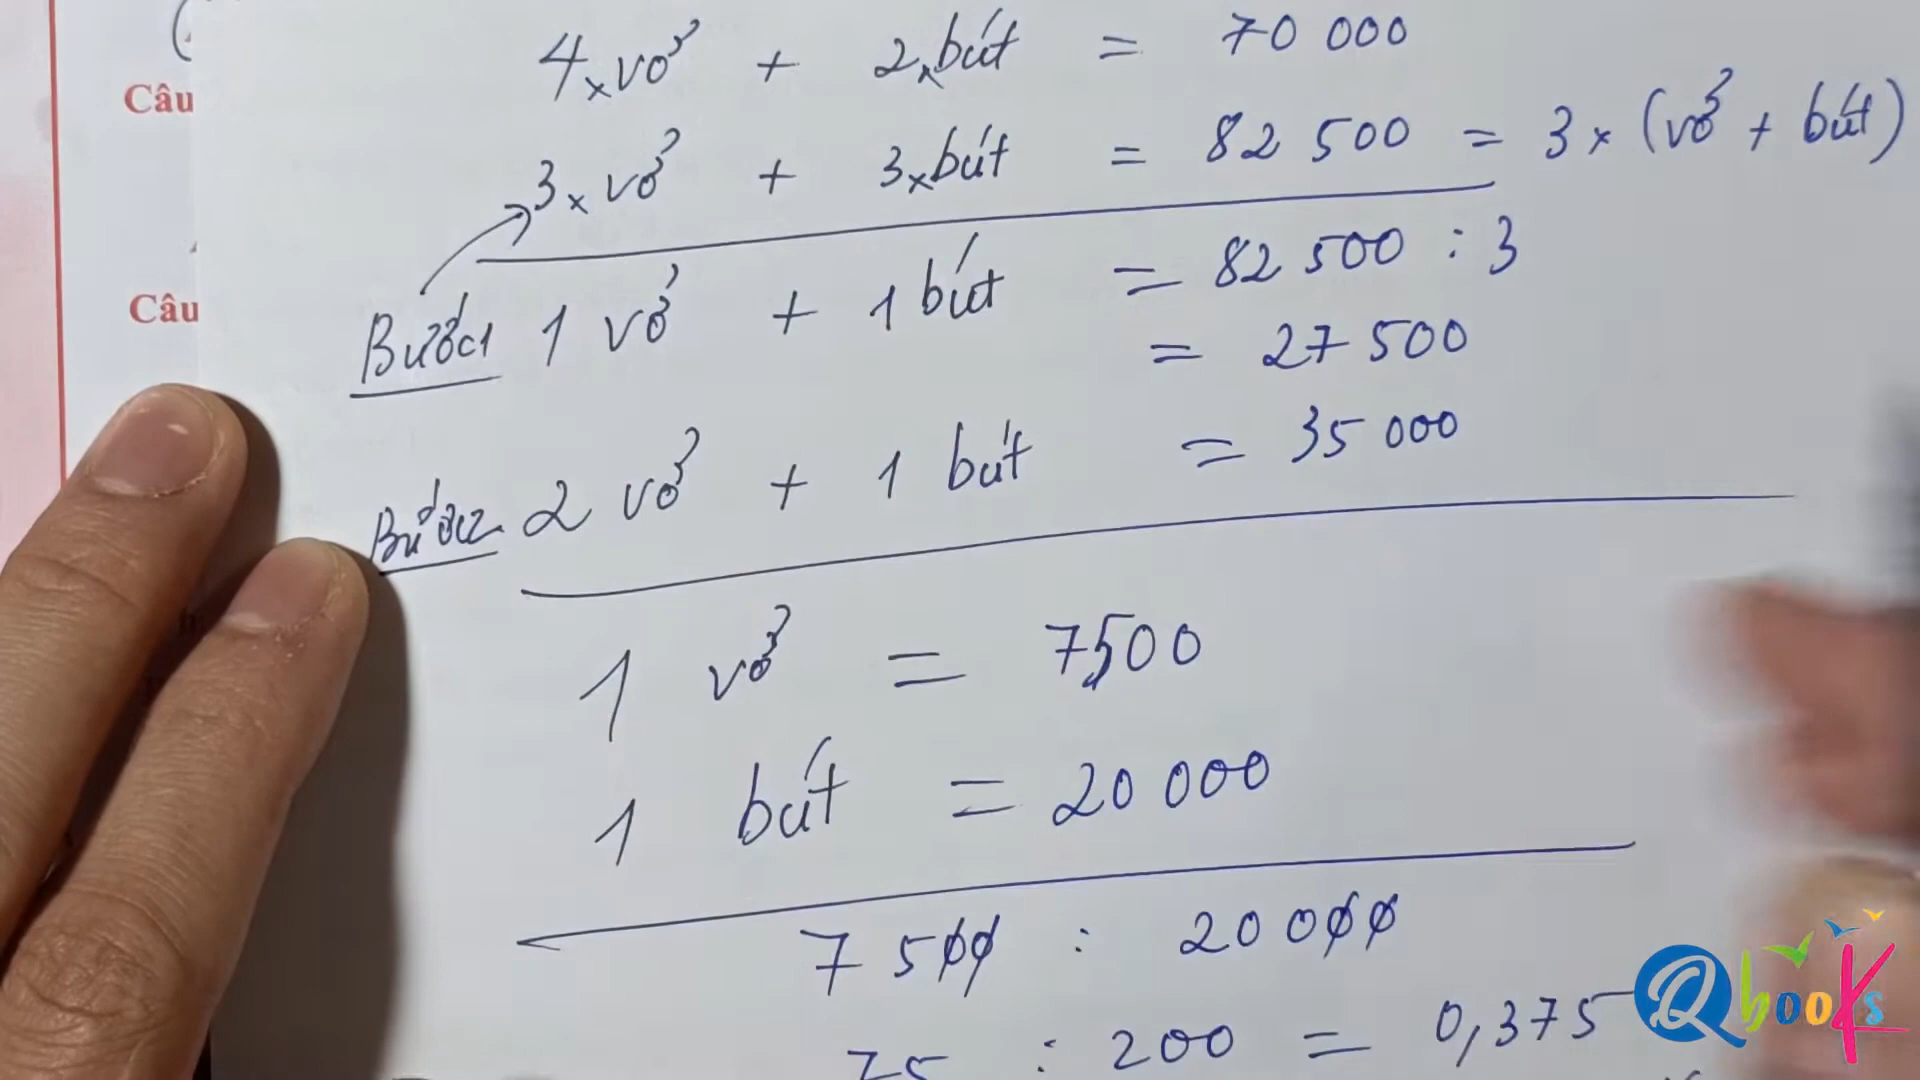 4 x vở + 2 x bút = 70 000
Câu
3 x vở + 3 x bút = 82 500 = 3 x (vở + bút)
Câu
Bước 1 1 vở + 1 bút = 82 500 : 3
= 27 500
Bước 2 2 vở + 1 bút = 35 000
1 vở = 7500
1 bút = 20 000
7 500 : 20 000
75 : 200 = 0,375
Qbooks